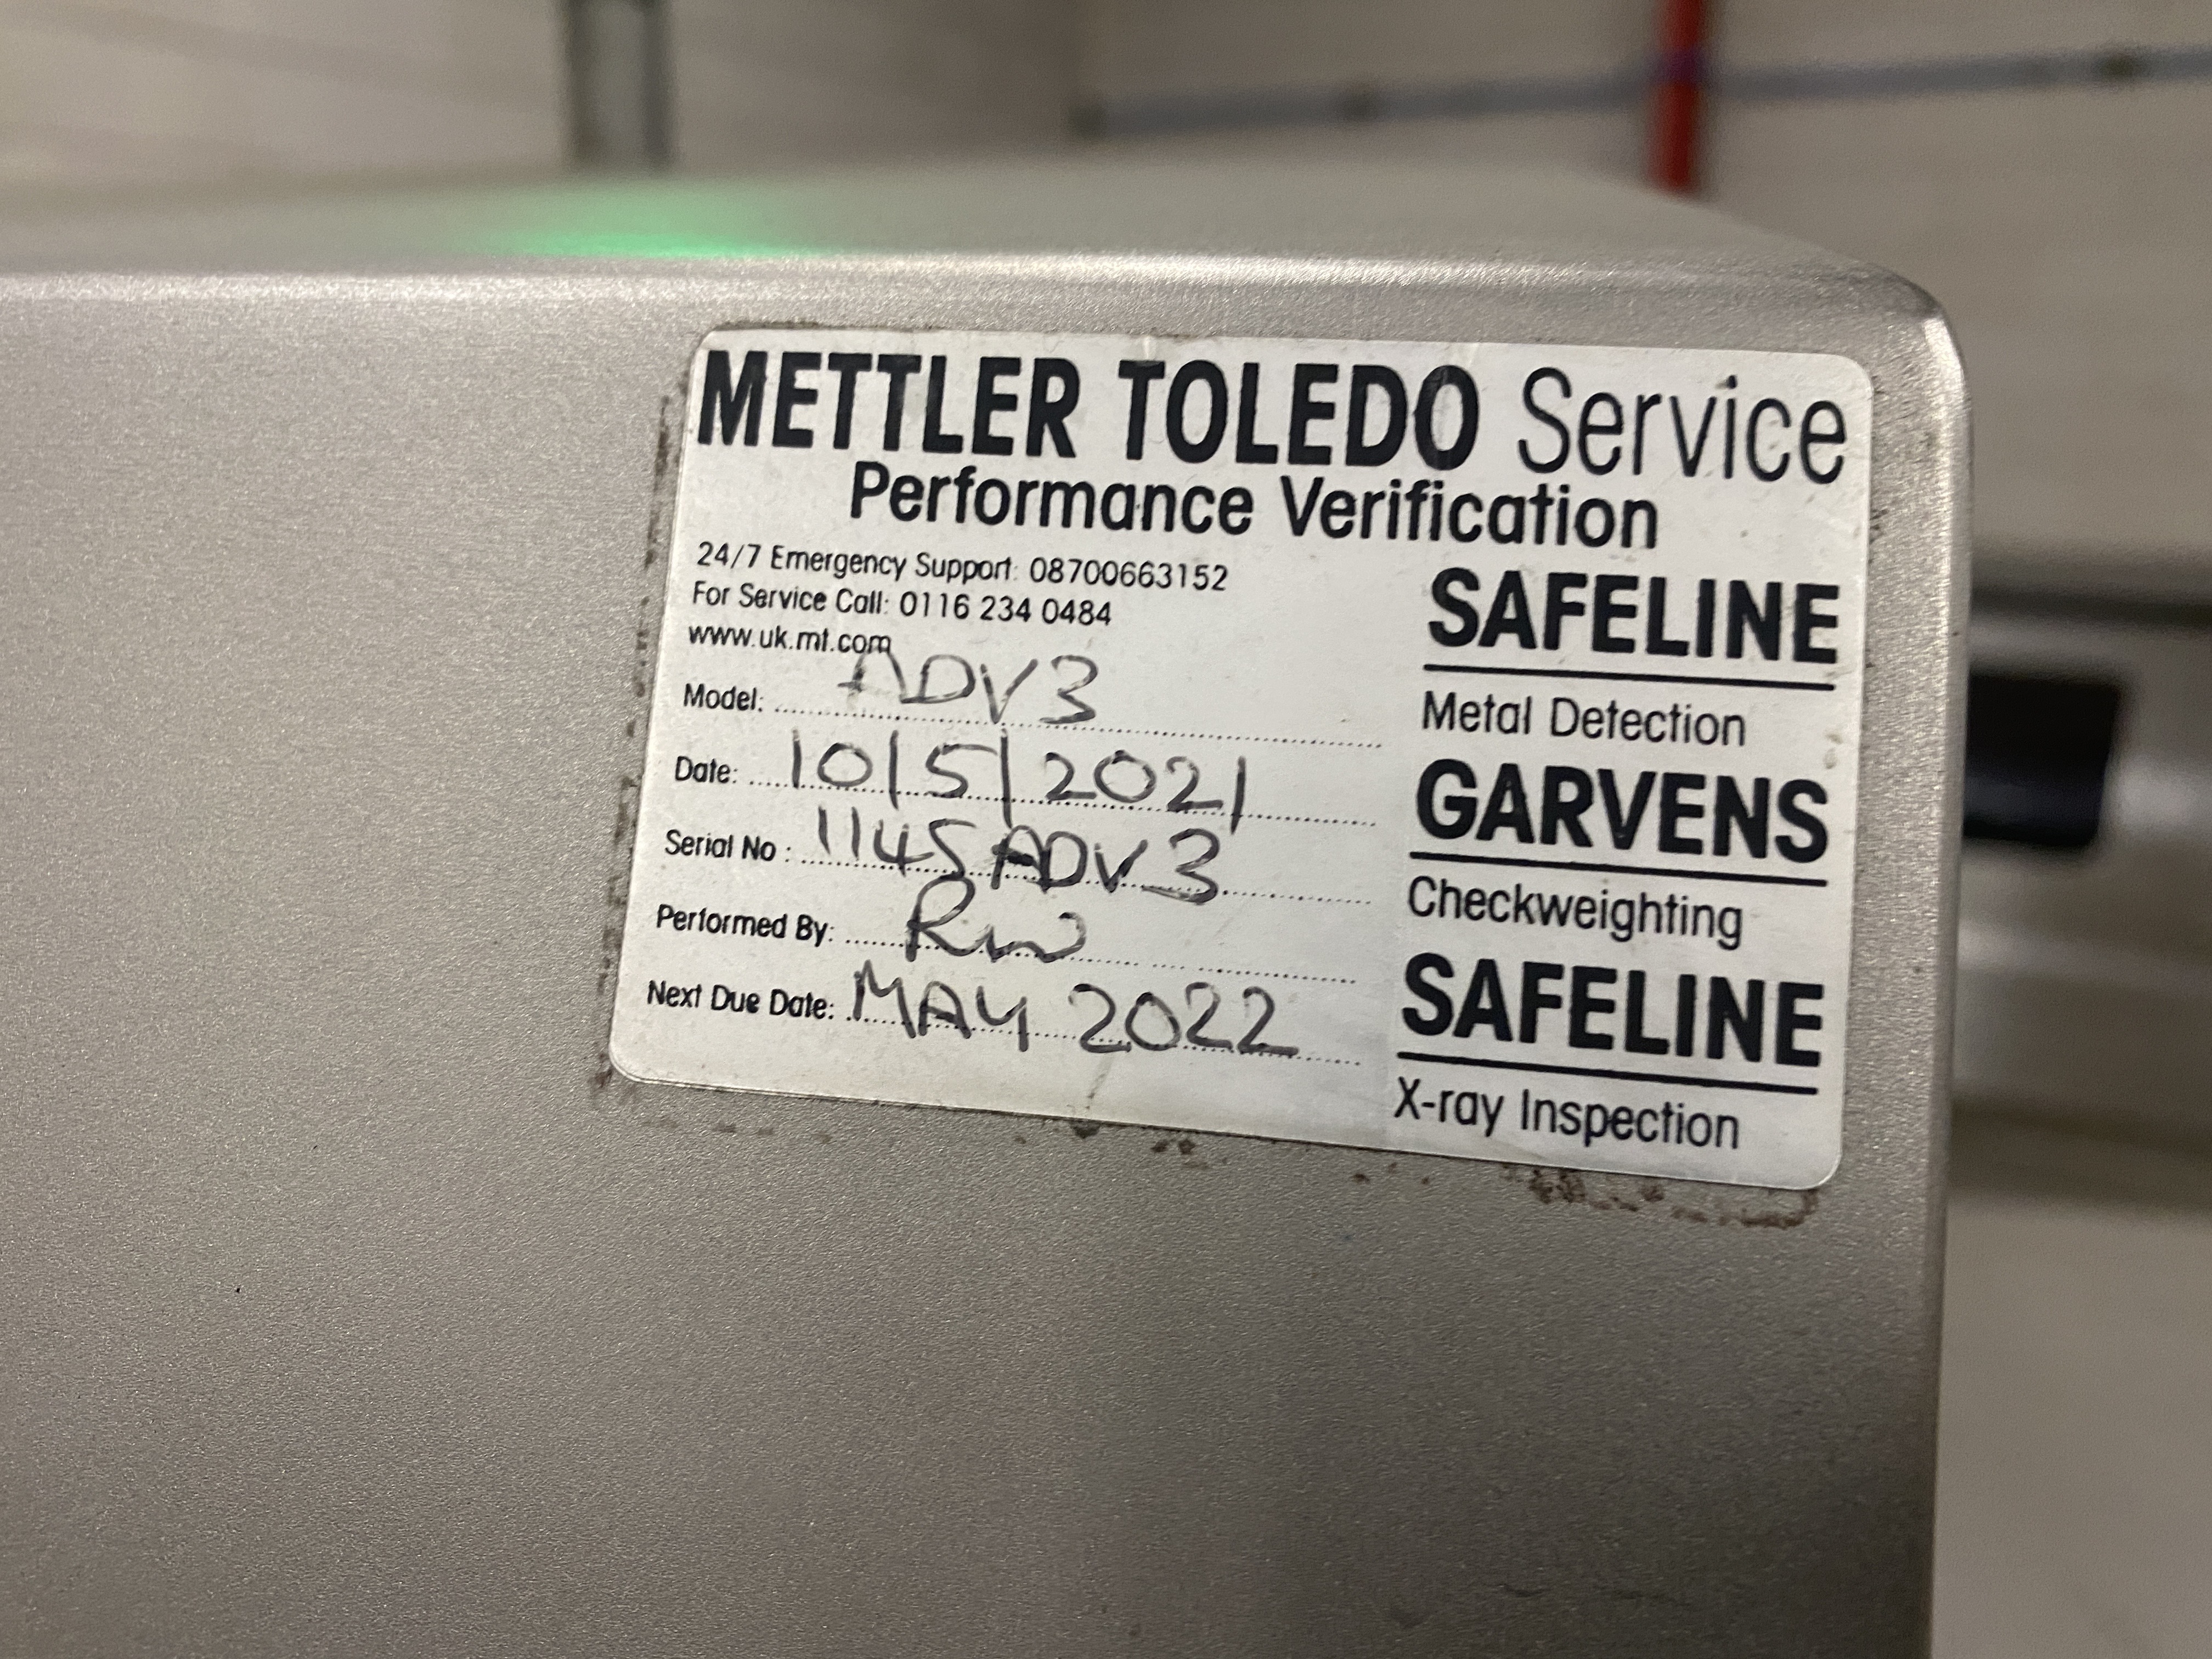 METTLER TOLEDO Service
Performance Verification
24/7 Emergency Support: 08700663152
For Service Call: 0116 234 0484
www.uk.mt.com
Model: ADV3
Date: 10/5/2021
Serial No : 1145ADV3
Performed By: RW
Next Due Date: MAY 2022
SAFELINE
Metal Detection
GARVENS
Checkweighting
SAFELINE
X-ray Inspection